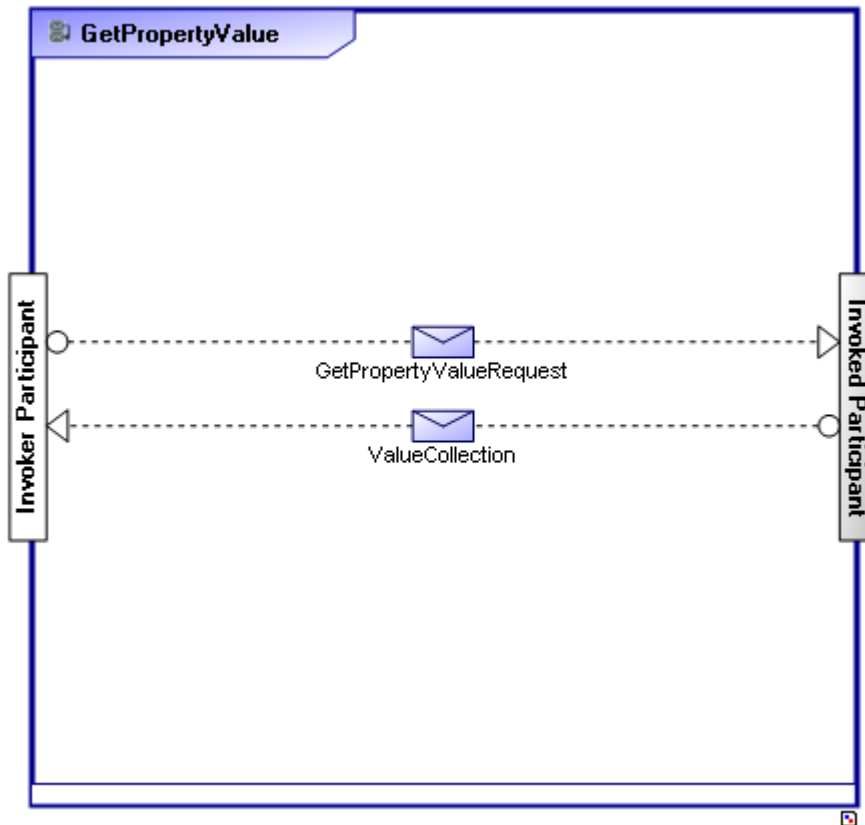 GetPropertyValue
Invoker Participant
GetPropertyValueRequest
ValueCollection
Invoked Participant